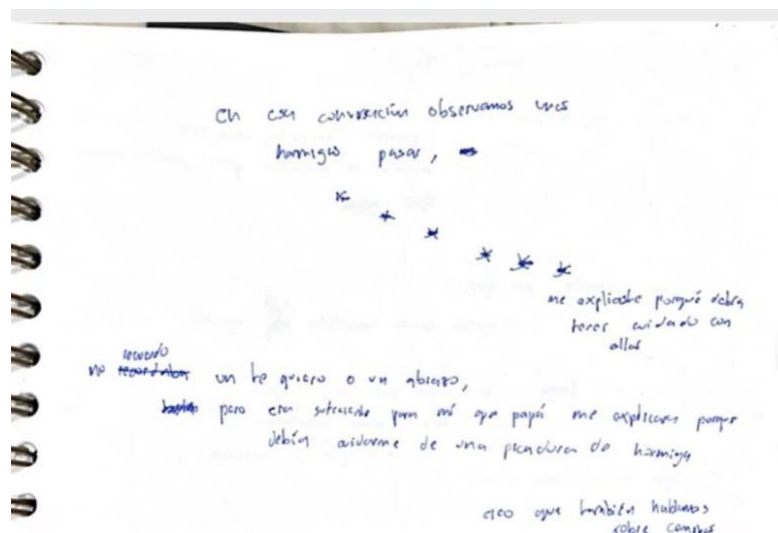 en esa conversación observamos unas
hormigas pasar,
me explicaste porqué debía
tener cuidado con
ellas
recuerdo
no recordaba un te quiero o un abrazo,
pero era suficiente para mí que papá me explicara porque
debía cuidarme de una picadura de hormiga
creo que también hablamos
sobre